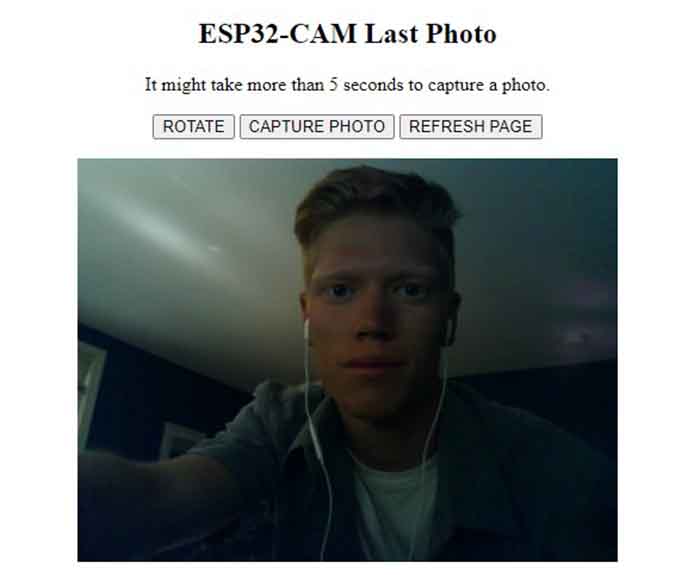 ESP32-CAM Last Photo
It might take more than 5 seconds to capture a photo.
ROTATE CAPTURE PHOTO REFRESH PAGE